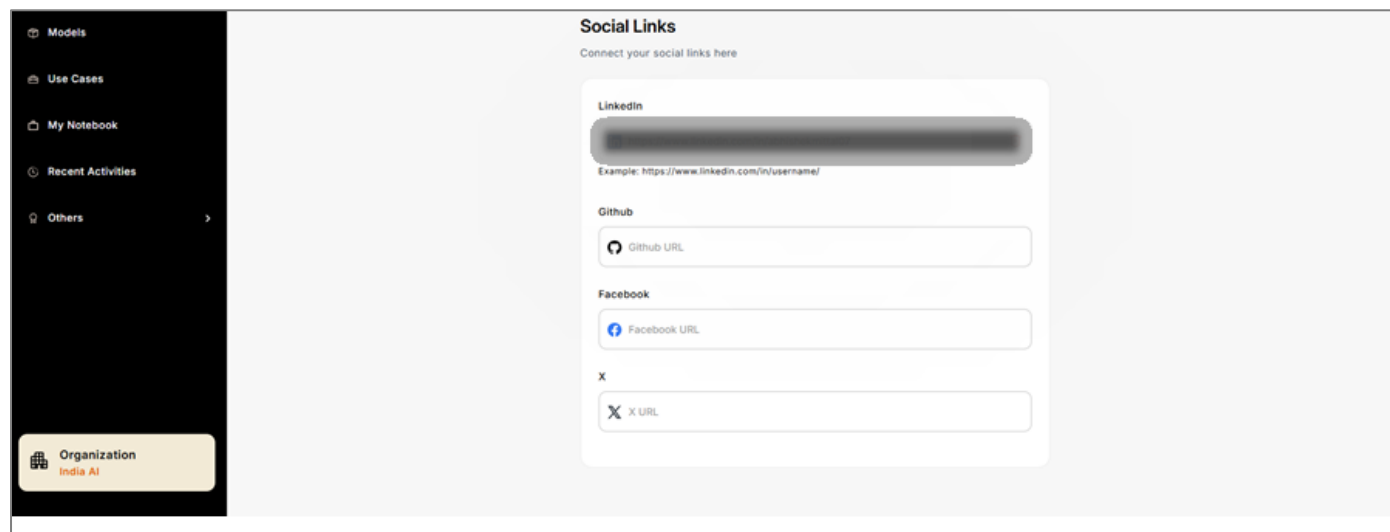 Models
Use Cases
My Notebook
Recent Activities
Others
Organization
India AI
Social Links
Connect your social links here
LinkedIn
Example: https://www.linkedin.com/in/username/
Github
Github URL
Facebook
Facebook URL
X
X URL